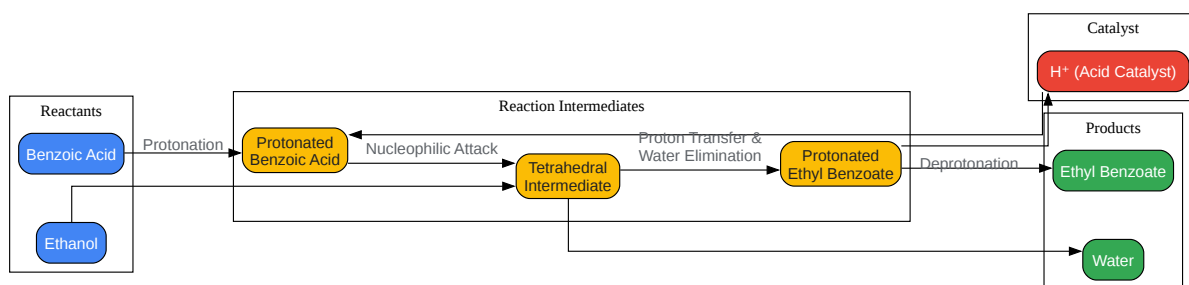 Catalyst
H⁺ (Acid Catalyst)
Reactants
Benzoic Acid
Ethanol
Protonation
Reaction Intermediates
Protonated
Benzoic Acid
Nucleophilic Attack
Tetrahedral
Intermediate
Proton Transfer &
Water Elimination
Protonated
Ethyl Benzoate
Deprotonation
Products
Ethyl Benzoate
Water